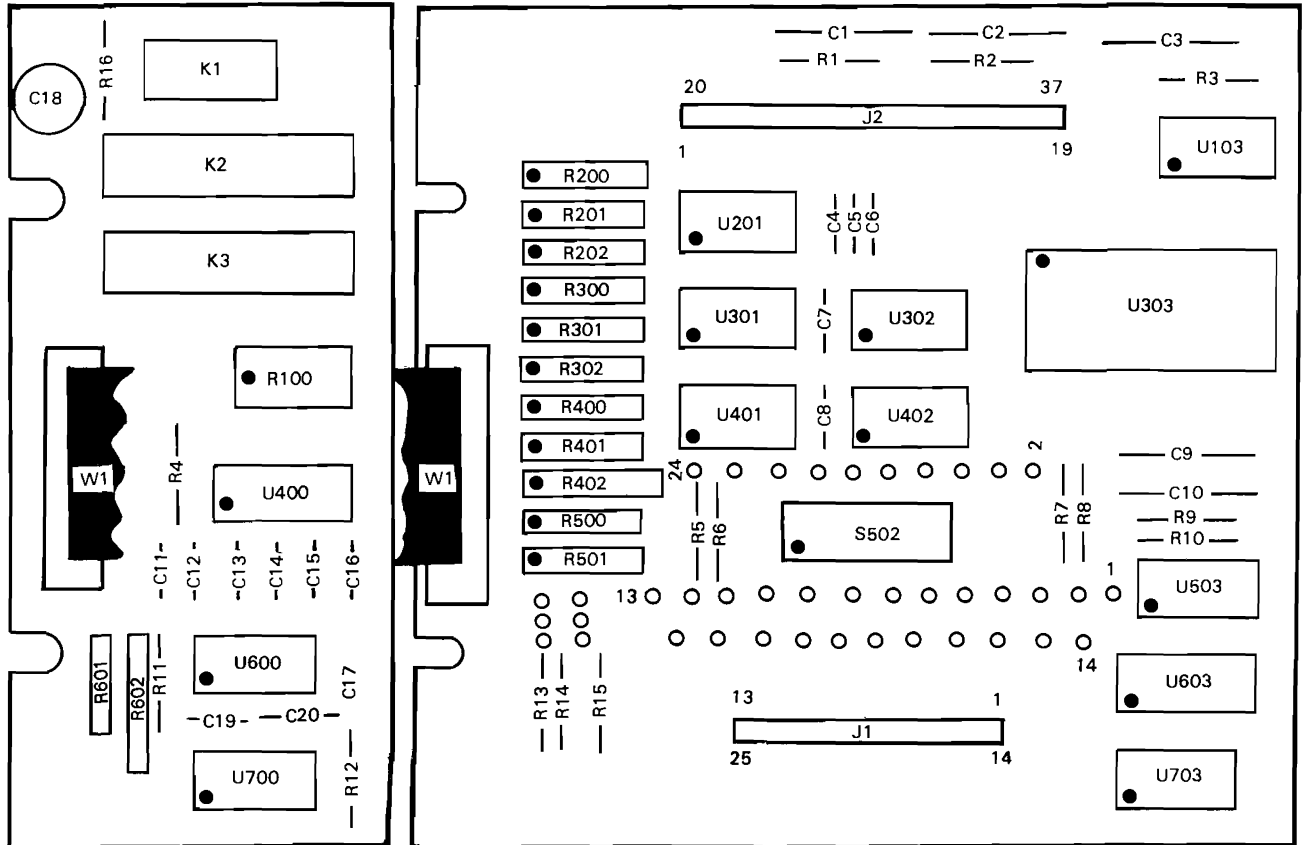 R16
K1
C18
K2
K3
R100
W1
R4
U400
C11
C12
C13
C14
C15
C16
R601
R602
R11
U600
C17
C19
C20
U700
R12
C1
C2
C3
R1
R2
R3
20
37
J2
1
19
U103
R200
R201
R202
R300
R301
R302
R400
R401
R402
R500
R501
U201
C4
C5
C6
U301
C7
U302
U303
U401
C8
U402
W1
24
2
R5
R6
S502
R7
R8
C9
C10
R9
R10
13
1
U503
14
R13
R14
R15
13
1
J1
25
14
U603
U703